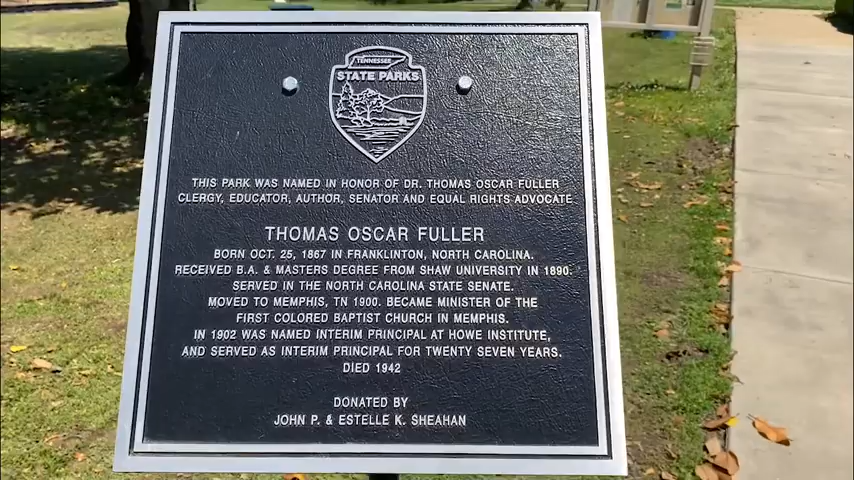 TENNESSEE
STATE PARKS
THIS PARK WAS NAMED IN HONOR OF DR. THOMAS OSCAR FULLER
CLERGY, EDUCATOR, AUTHOR, SENATOR AND EQUAL RIGHTS ADVOCATE
THOMAS OSCAR FULLER
BORN OCT. 25, 1867 IN FRANKLINTON, NORTH CAROLINA.
RECEIVED B.A. & MASTERS DEGREE FROM SHAW UNIVERSITY IN 1890.
SERVED IN THE NORTH CAROLINA STATE SENATE.
MOVED TO MEMPHIS, TN 1900. BECAME MINISTER OF THE
FIRST COLORED BAPTIST CHURCH IN MEMPHIS.
IN 1902 WAS NAMED INTERIM PRINCIPAL AT HOWE INSTITUTE,
AND SERVED AS INTERIM PRINCIPAL FOR TWENTY SEVEN YEARS.
DIED 1942
DONATED BY
JOHN P. & ESTELLE K. SHEAHAN